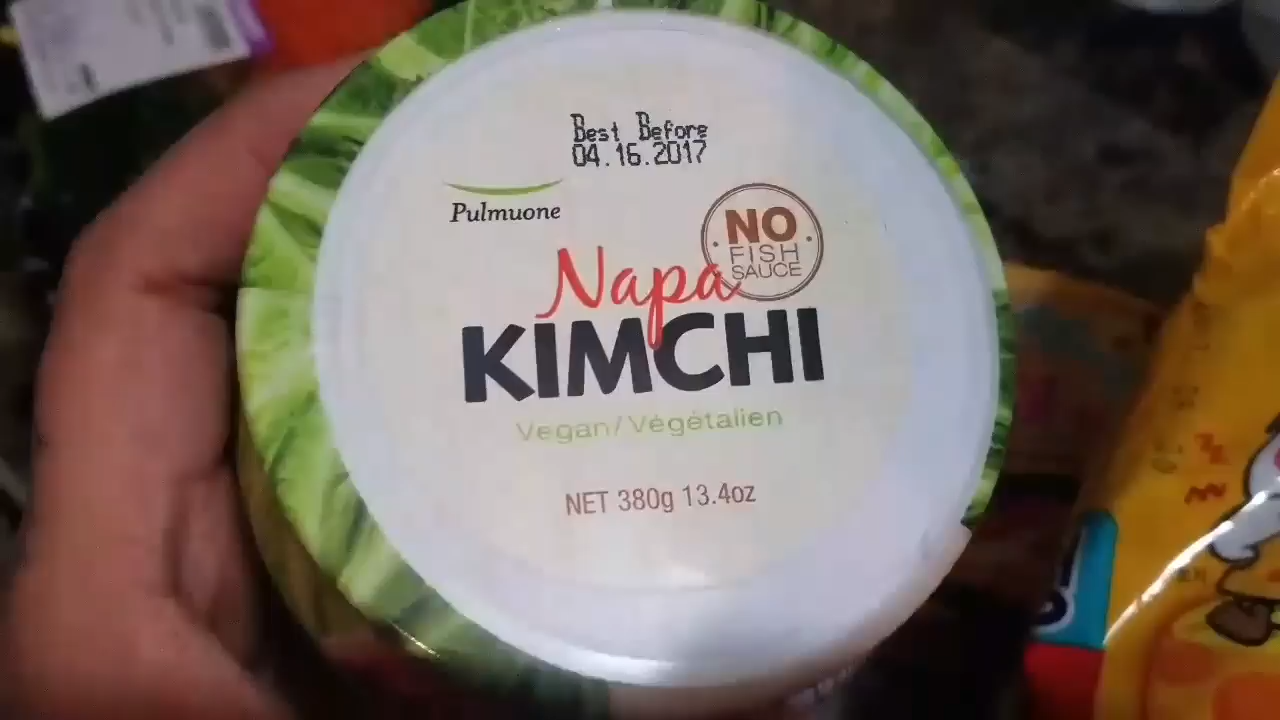 Best Before
04.16.2017
Pulmuone
NO
FISH
SAUCE
Napa
KIMCHI
Vegan/Végétalien
NET 380g 13.4oz